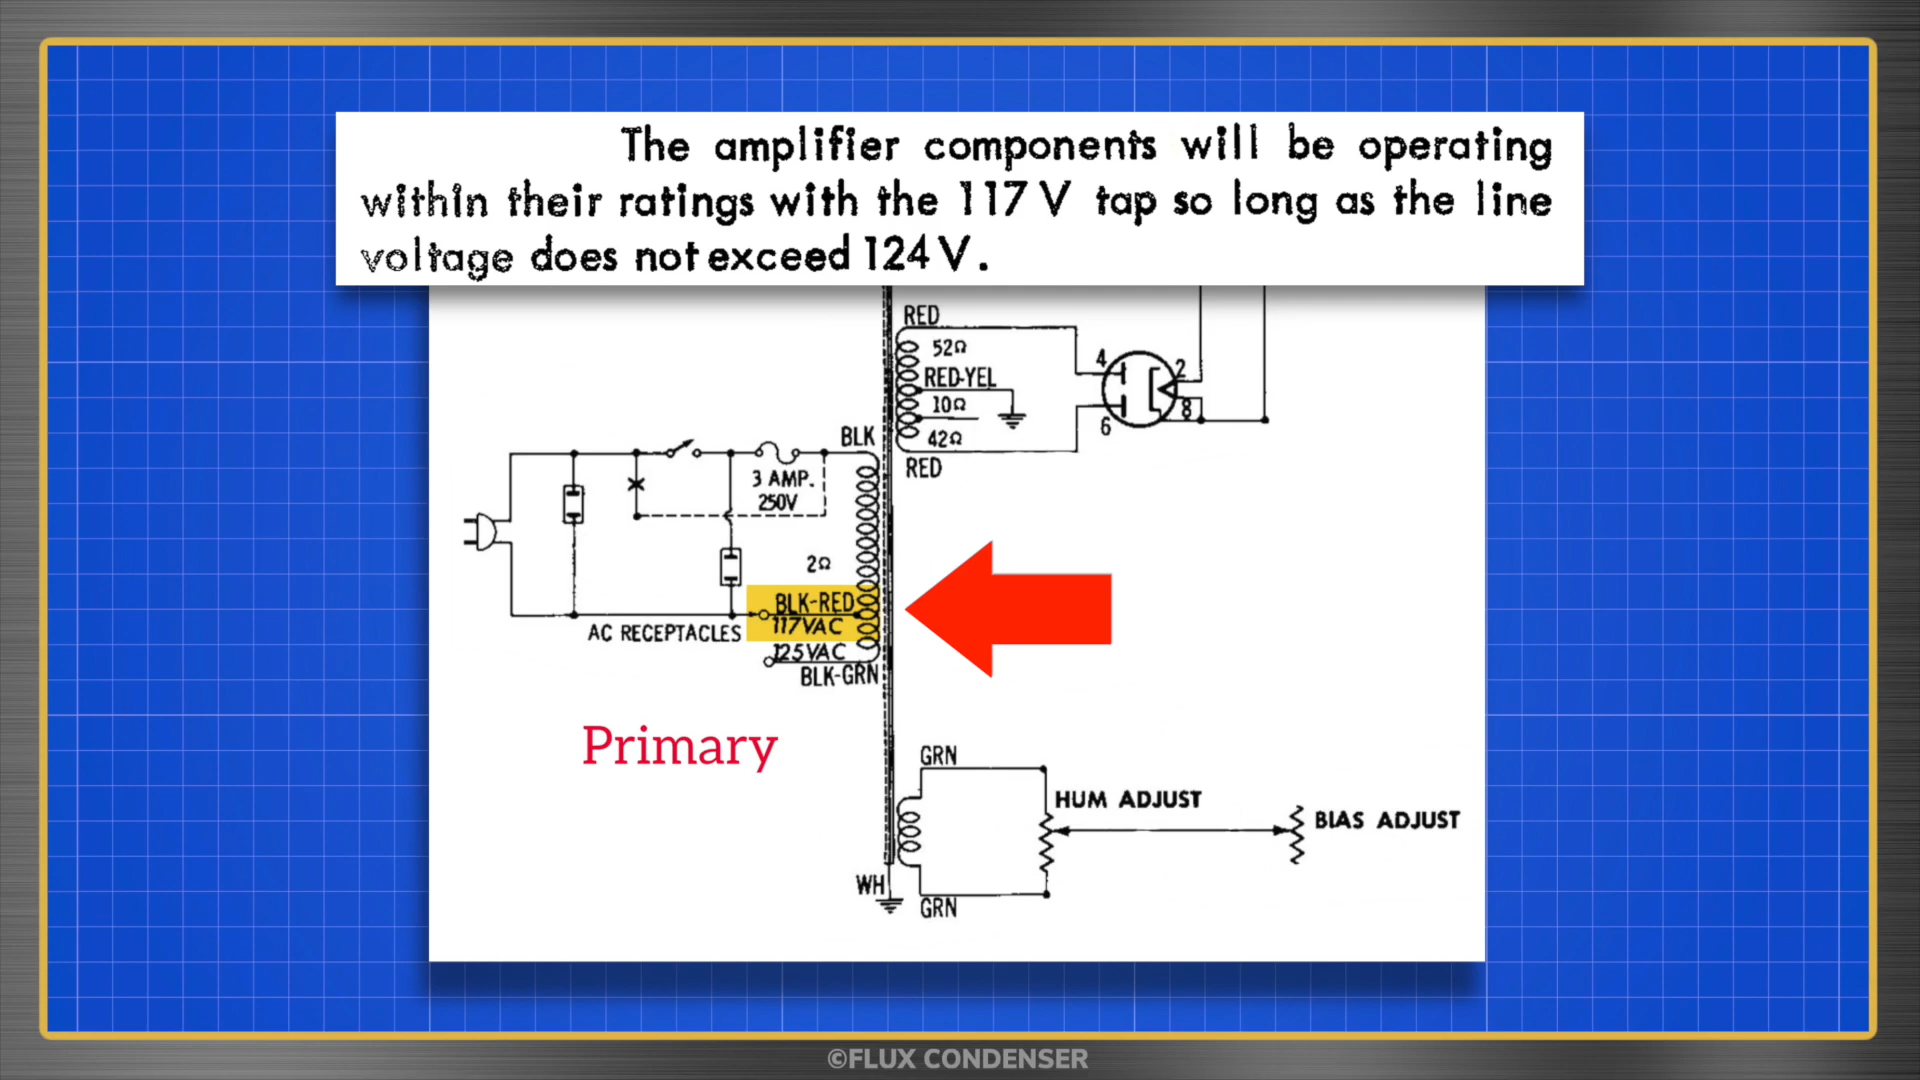 The amplifier components will be operating
within their ratings with the 117 V tap so long as the line
voltage does not exceed 124 V.
RED
52Ω
RED-YEL
10Ω
42Ω
RED
4
2
8
6
BLK
3 AMP.
250V
2Ω
BLK-RED
117VAC
AC RECEPTACLES
125VAC
BLK-GRN
Primary
GRN
HUM ADJUST
BIAS ADJUST
WH
GRN
©FLUX CONDENSER